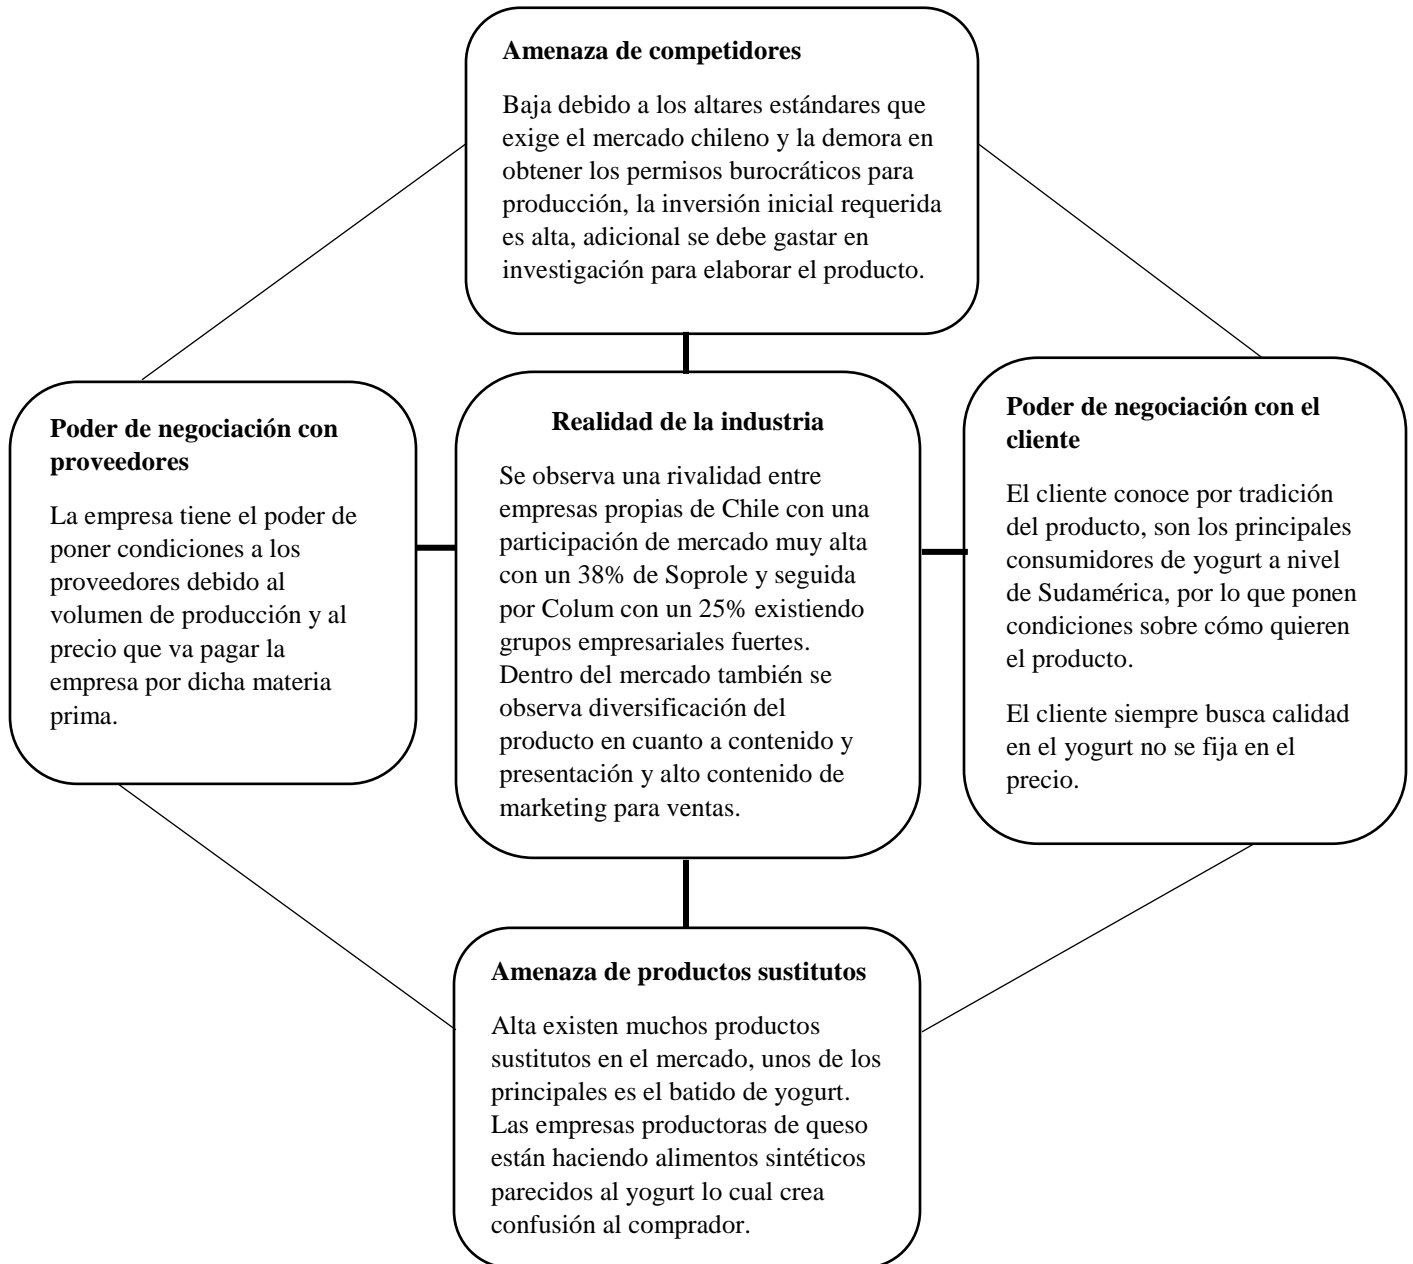 Amenaza de competidores
Baja debido a los altares estándares que
exige el mercado chileno y la demora en
obtener los permisos burocráticos para
producción, la inversión inicial requerida
es alta, adicional se debe gastar en
investigación para elaborar el producto.
Poder de negociación con
proveedores
La empresa tiene el poder de
poner condiciones a los
proveedores debido al
volumen de producción y al
precio que va pagar la
empresa por dicha materia
prima.
Realidad de la industria
Se observa una rivalidad entre
empresas propias de Chile con una
participación de mercado muy alta
con un 38% de Soprole y seguida
por Colum con un 25% existiendo
grupos empresariales fuertes.
Dentro del mercado también se
observa diversificación del
producto en cuanto a contenido y
presentación y alto contenido de
marketing para ventas.
Poder de negociación con el
cliente
El cliente conoce por tradición
del producto, son los principales
consumidores de yogurt a nivel
de Sudamérica, por lo que ponen
condiciones sobre cómo quieren
el producto.
El cliente siempre busca calidad
en el yogurt no se fija en el
precio.
Amenaza de productos sustitutos
Alta existen muchos productos
sustitutos en el mercado, unos de los
principales es el batido de yogurt.
Las empresas productoras de queso
están haciendo alimentos sintéticos
parecidos al yogurt lo cual crea
confusión al comprador.